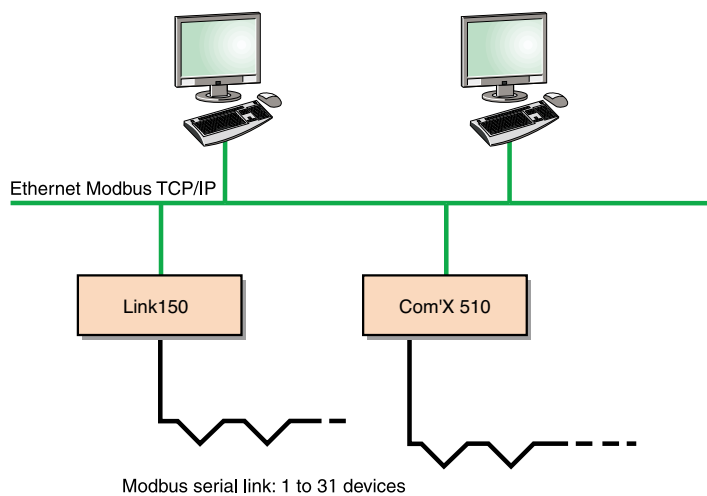 Ethernet Modbus TCP/IP
Link150
Com'X 510
Modbus serial link: 1 to 31 devices